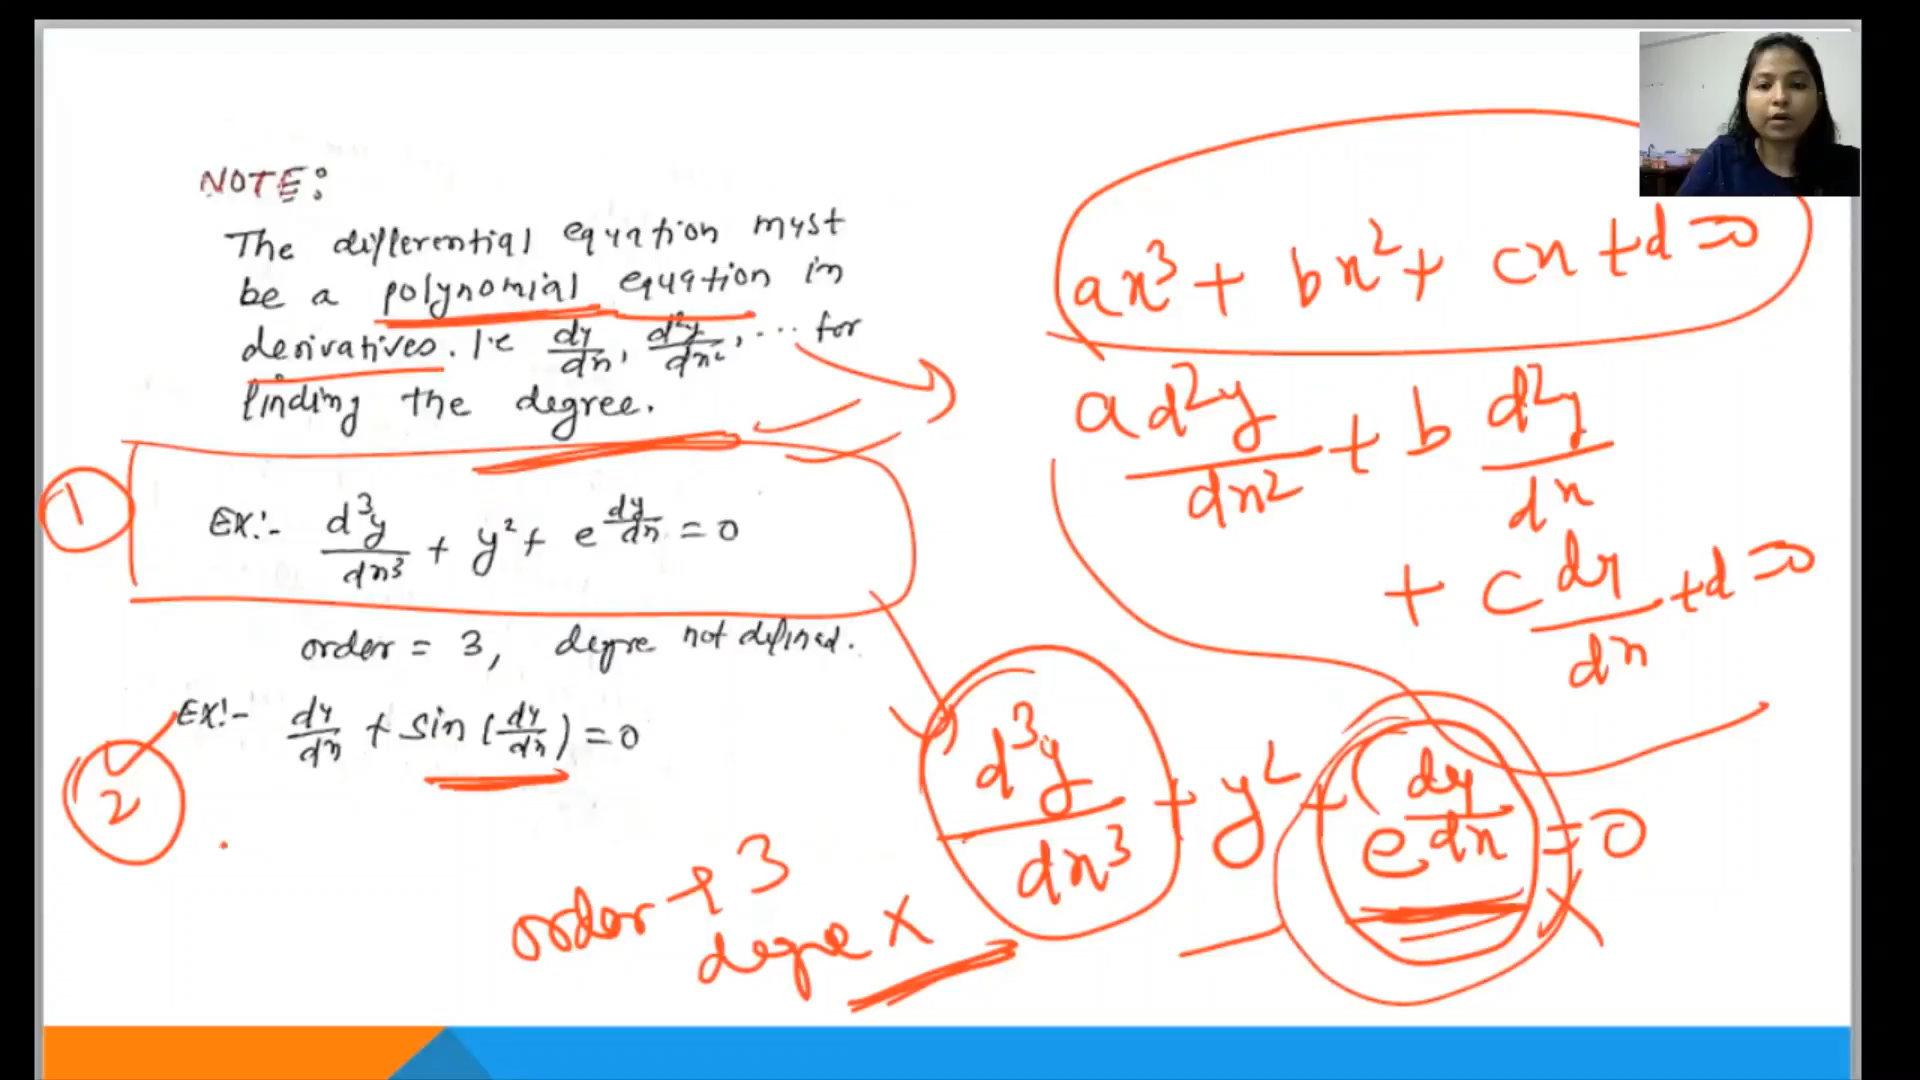 NOTE:
The differential equation must
be a polynomial equation in
derivatives. i.e dy/dx, d²y/dx², ... for
finding the degree.
1
EX:- d³y/dx³ + y² + e^(dy/dx) = 0
order = 3, degree not defined.
2
EX:- dy/dx + sin(dy/dx) = 0
ax³ + bx² + cx + d = 0
a d²y/dx² + b d²y/dx
+ c dy/dx + d = 0
d³y/dx³ + y² + e^(dy/dx) = 0
order → 3
degree X